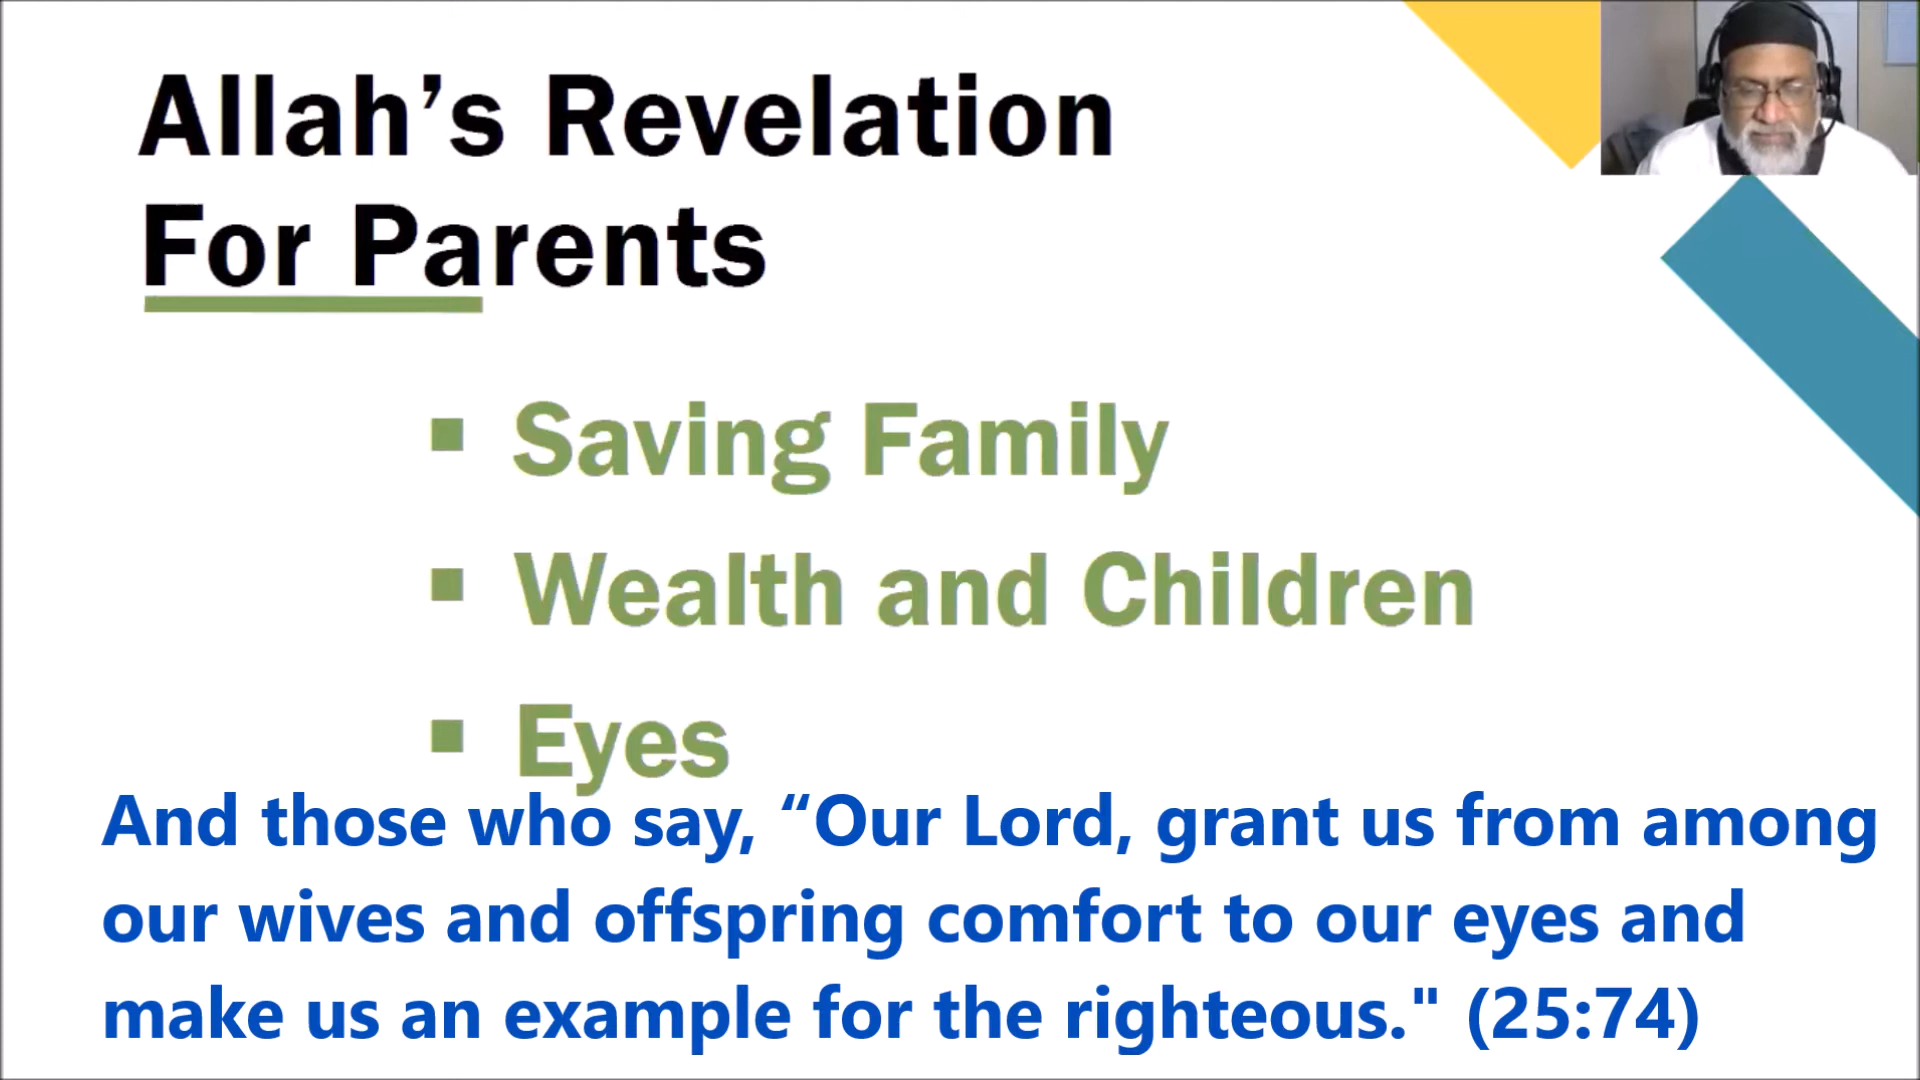 Allah’s Revelation
For Parents
▪ Saving Family
▪ Wealth and Children
▪ Eyes
And those who say, “Our Lord, grant us from among
our wives and offspring comfort to our eyes and
make us an example for the righteous." (25:74)